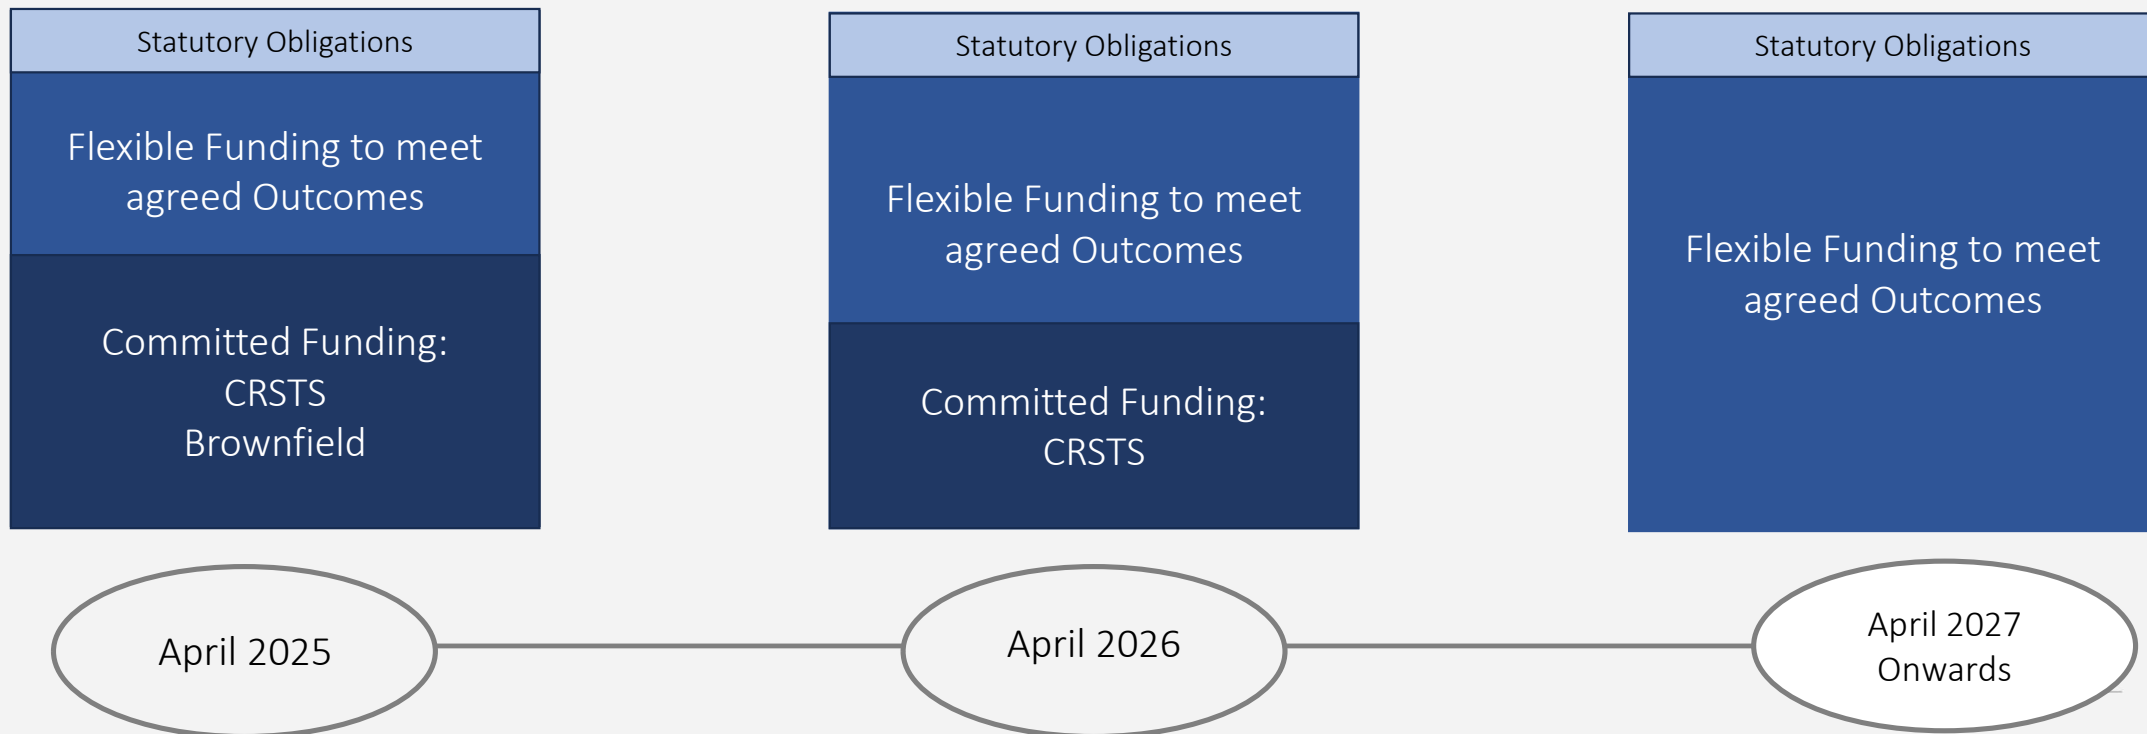 Statutory Obligations
Flexible Funding to meet
agreed Outcomes
Committed Funding:
CRSTS
Brownfield
April 2025
Statutory Obligations
Flexible Funding to meet
agreed Outcomes
Committed Funding:
CRSTS
April 2026
Statutory Obligations
Flexible Funding to meet
agreed Outcomes
April 2027
Onwards